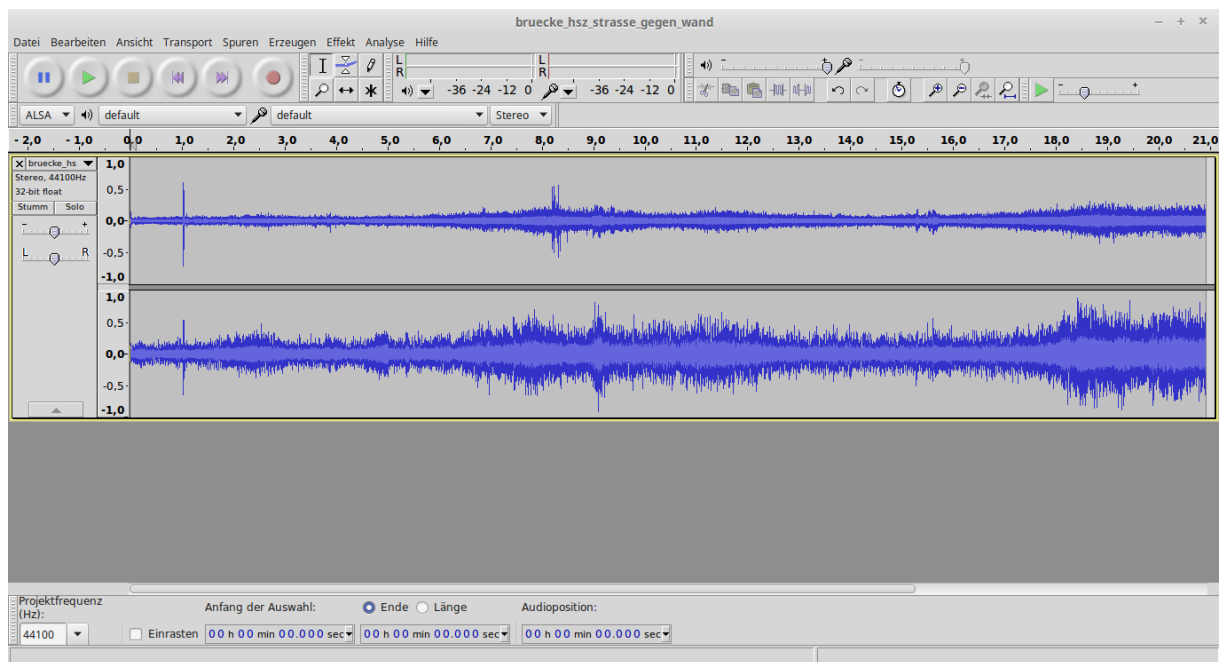 bruecke_hsz_strasse_gegen_wand
Datei Bearbeiten Ansicht Transport Spuren Erzeugen Effekt Analyse Hilfe
L
R
-36 -24 -12 0
L
R
-36 -24 -12 0
ALSA default default Stereo
- 2,0 - 1,0 0,0 1,0 2,0 3,0 4,0 5,0 6,0 7,0 8,0 9,0 10,0 11,0 12,0 13,0 14,0 15,0 16,0 17,0 18,0 19,0 20,0 21,0
bruecke_hs
Stereo, 44100Hz
32-bit float
Stumm Solo
- +
L R
1,0
0,5
0,0
-0,5
-1,0
1,0
0,5
0,0
-0,5
-1,0
Projektfrequenz
(Hz):
44100
Anfang der Auswahl: Ende Länge Audioposition:
Einrasten 00 h 00 min 00.000 sec 00 h 00 min 00.000 sec 00 h 00 min 00.000 sec